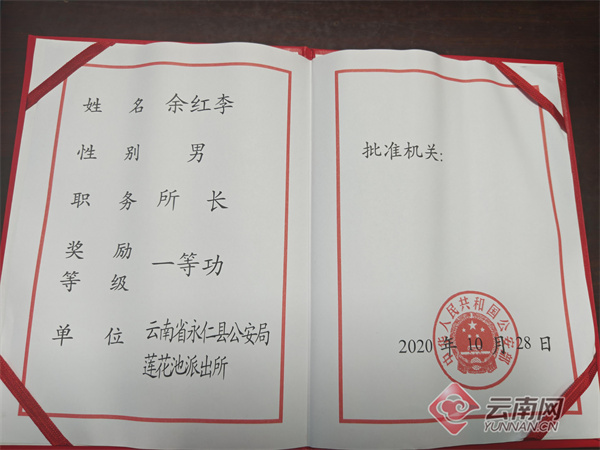 姓 名 余红李
性 别 男
职 务 所 长
奖 励
等 级 一等功
单 位 云南省永仁县公安局
莲花池派出所
批准机关:
中华人民共和国公安部
2020 年 10 月 28 日
云南网
YUNNAN.CN